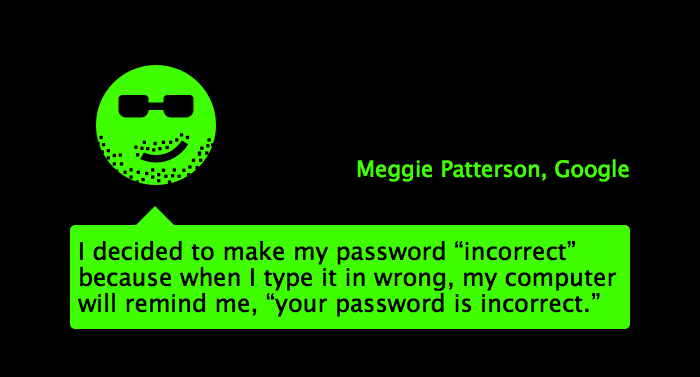 Meggie Patterson, Google
I decided to make my password “incorrect”
because when I type it in wrong, my computer
will remind me, “your password is incorrect.”